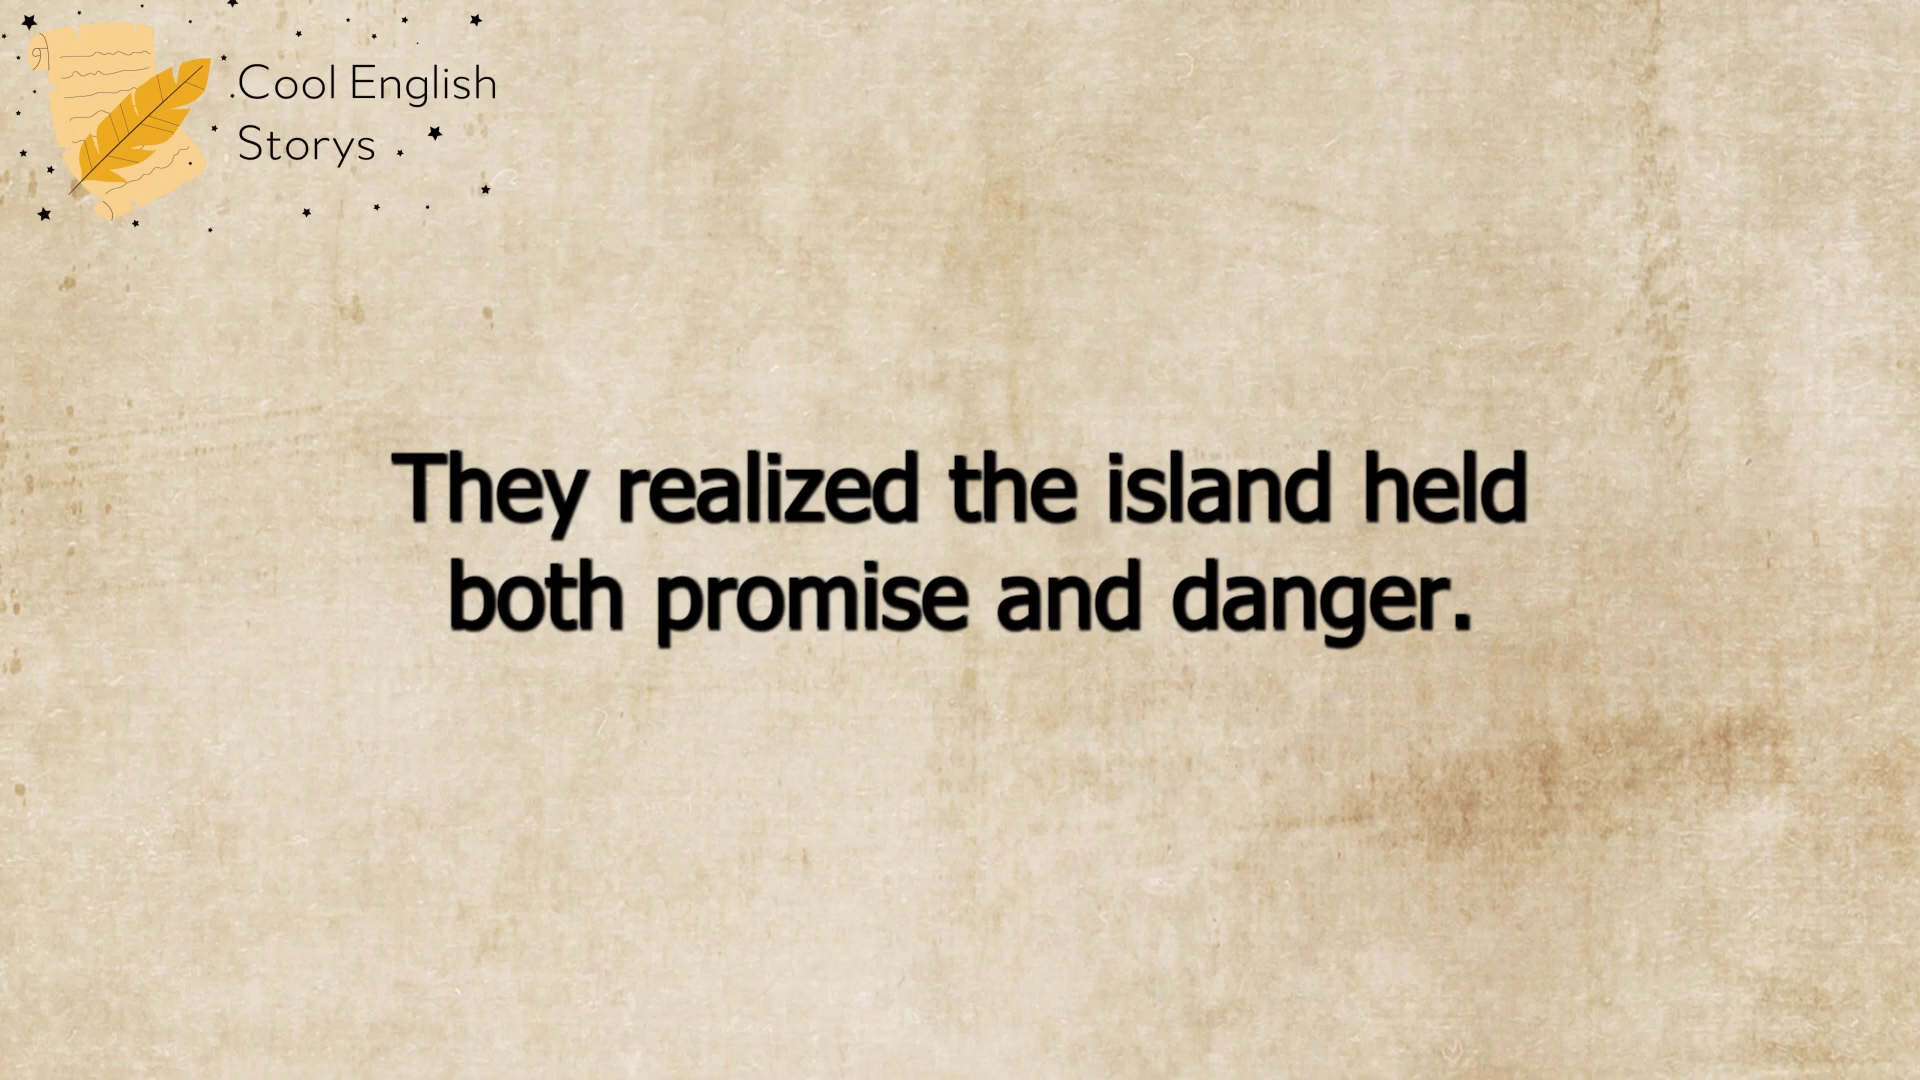 Cool English
Storys
They realized the island held
both promise and danger.